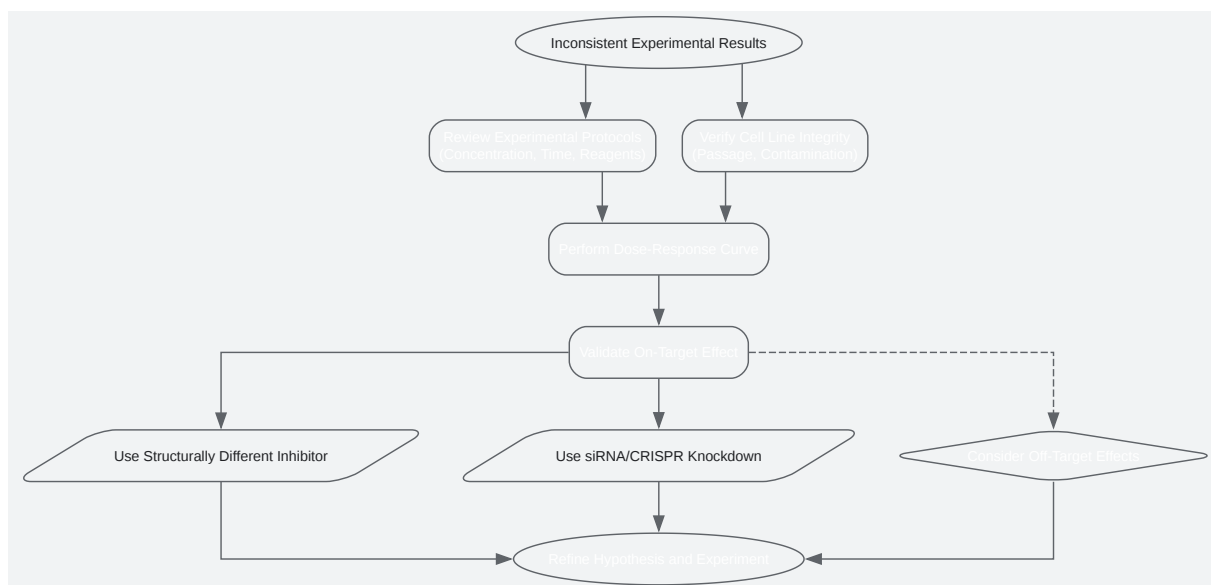 Inconsistent Experimental Results
Review Experimental Protocols
(Concentration, Time, Reagents)
Verify Cell Line Integrity
(Passage, Contamination)
Perform Dose-Response Curve
Validate On-Target Effect
Use Structurally Different Inhibitor
Use siRNA/CRISPR Knockdown
Consider Off-Target Effects
Refine Hypothesis and Experiment